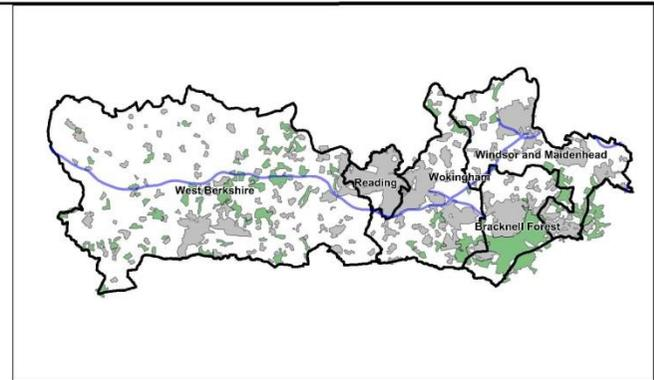 Windsor and Maidenhead
Wokingham
Reading
West Berkshire
Bracknell Forest